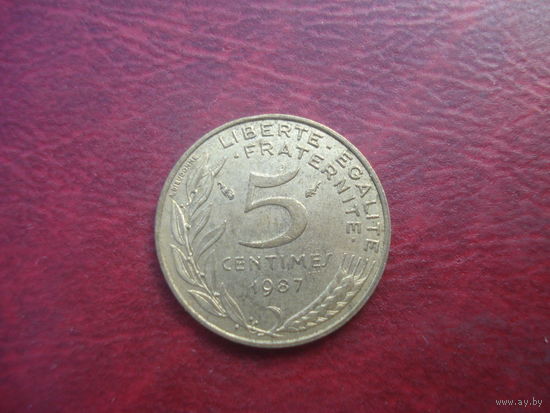 LIBERTE · EGALITE
· FRATERNITE ·
5
CENTIMES
1987
www.ay.by